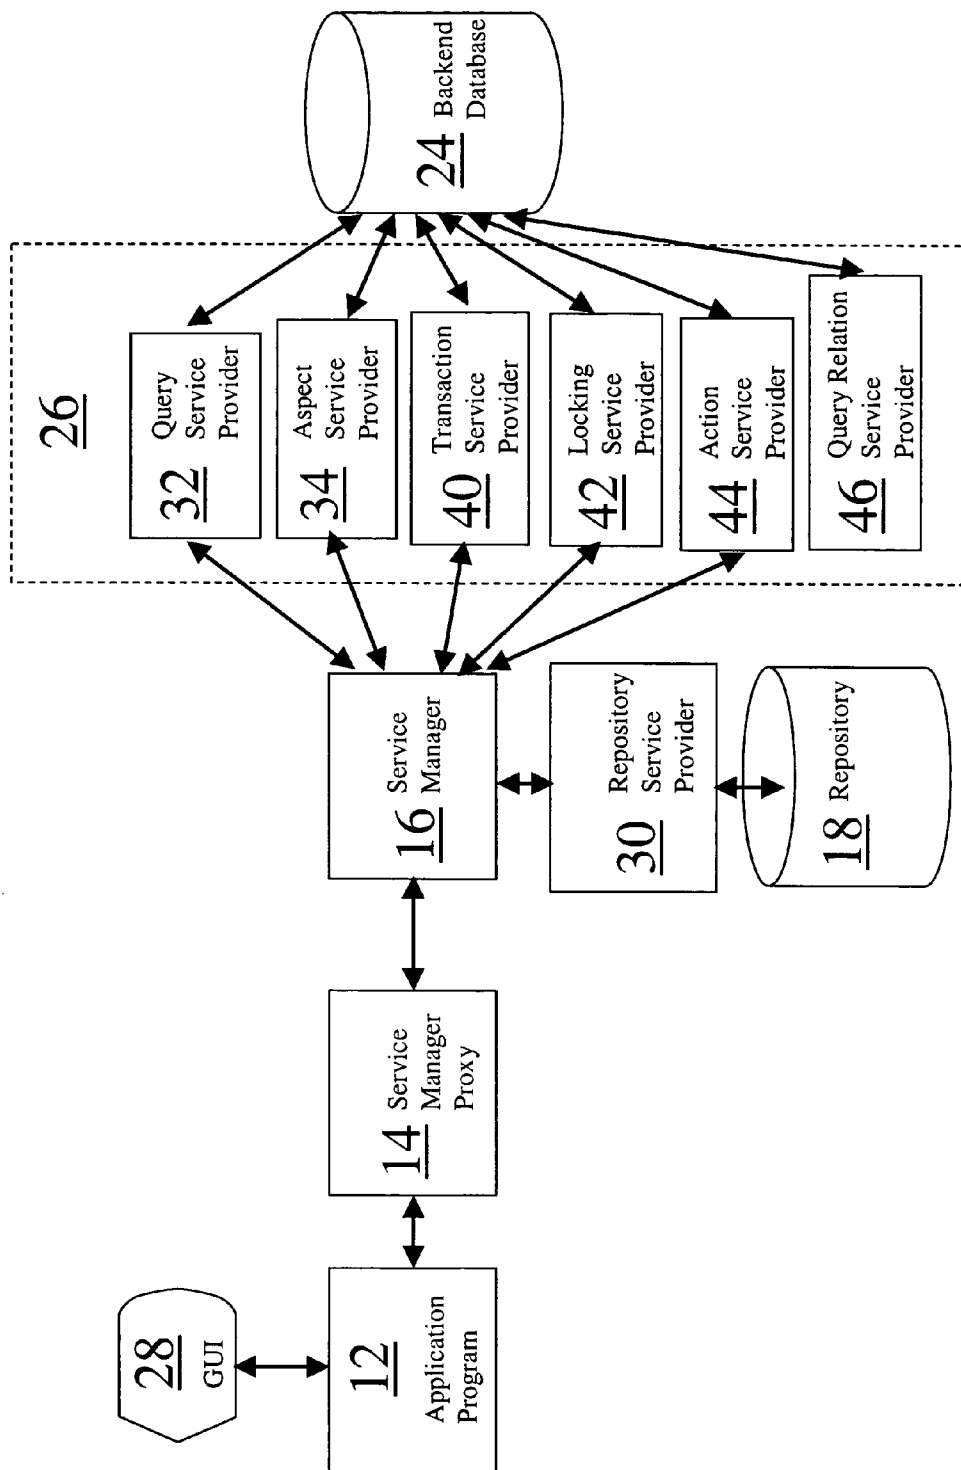 28
GUI
12
Application
Program
14 Service
Manager
Proxy
16 Service
Manager
30 Repository
Service
Provider
18 Repository
26
32 Query
Service
Provider
34 Aspect
Service
Provider
40 Transaction
Service
Provider
42 Locking
Service
Provider
44 Action
Service
Provider
46 Query Relation
Service
Provider
24 Backend
Database